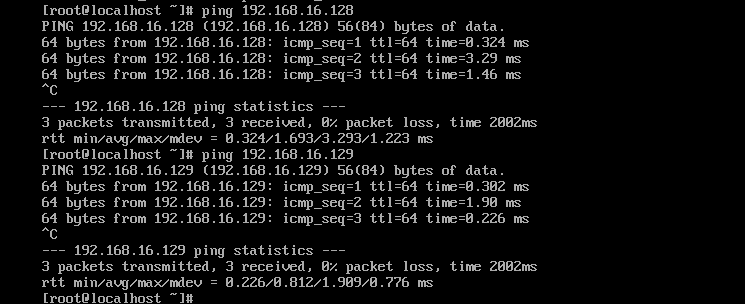 [root@localhost ~]# ping 192.168.16.128
PING 192.168.16.128 (192.168.16.128) 56(84) bytes of data.
64 bytes from 192.168.16.128: icmp_seq=1 ttl=64 time=0.324 ms
64 bytes from 192.168.16.128: icmp_seq=2 ttl=64 time=3.29 ms
64 bytes from 192.168.16.128: icmp_seq=3 ttl=64 time=1.46 ms
^C
--- 192.168.16.128 ping statistics ---
3 packets transmitted, 3 received, 0% packet loss, time 2002ms
rtt min/avg/max/mdev = 0.324/1.693/3.293/1.223 ms
[root@localhost ~]# ping 192.168.16.129
PING 192.168.16.129 (192.168.16.129) 56(84) bytes of data.
64 bytes from 192.168.16.129: icmp_seq=1 ttl=64 time=0.302 ms
64 bytes from 192.168.16.129: icmp_seq=2 ttl=64 time=1.90 ms
64 bytes from 192.168.16.129: icmp_seq=3 ttl=64 time=0.226 ms
^C
--- 192.168.16.129 ping statistics ---
3 packets transmitted, 3 received, 0% packet loss, time 2002ms
rtt min/avg/max/mdev = 0.226/0.812/1.909/0.776 ms
[root@localhost ~]#